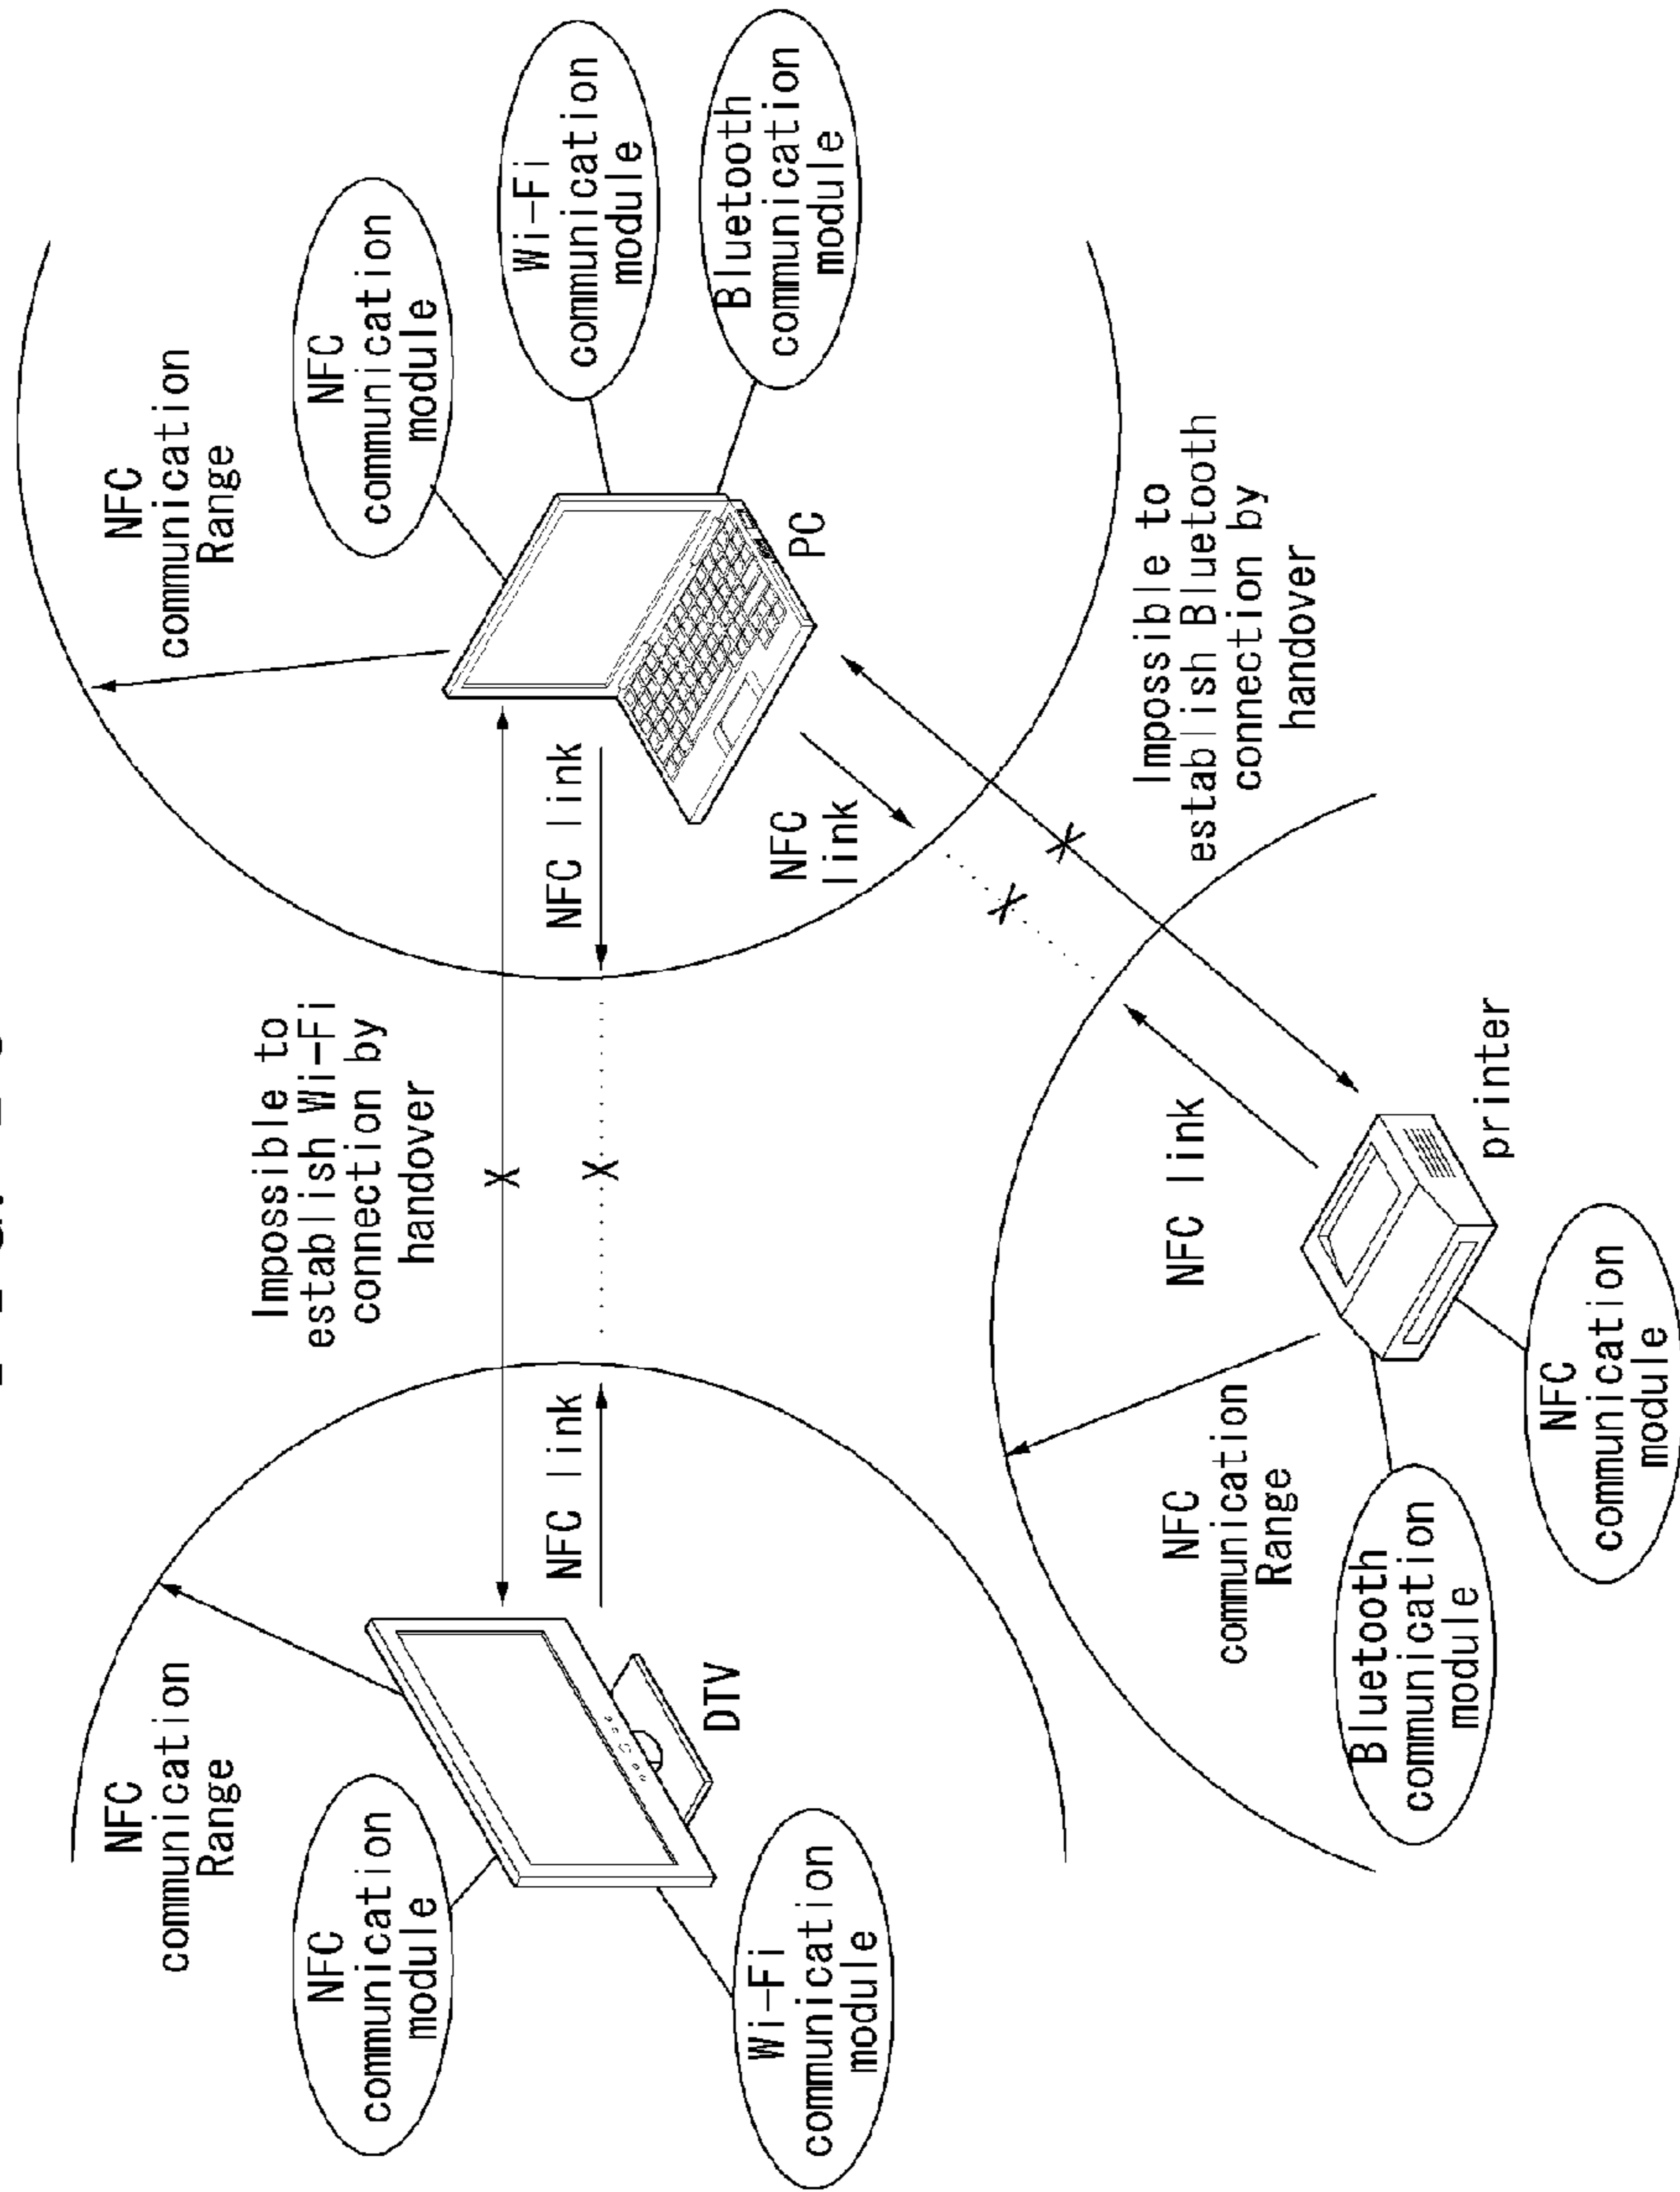 NFC
communication
Range
NFC
communication
module
Wi-Fi
communication
module
DTV
NFC link
Impossible to
establish Wi-Fi
connection by
handover
NFC link
NFC
communication
Range
NFC
communication
module
Wi-Fi
communication
module
Bluetooth
communication
module
PC
NFC
link
Impossible to
establish Bluetooth
connection by
handover
NFC link
NFC
communication
Range
printer
Bluetooth
communication
module
NFC
communication
module
X
X
X
X